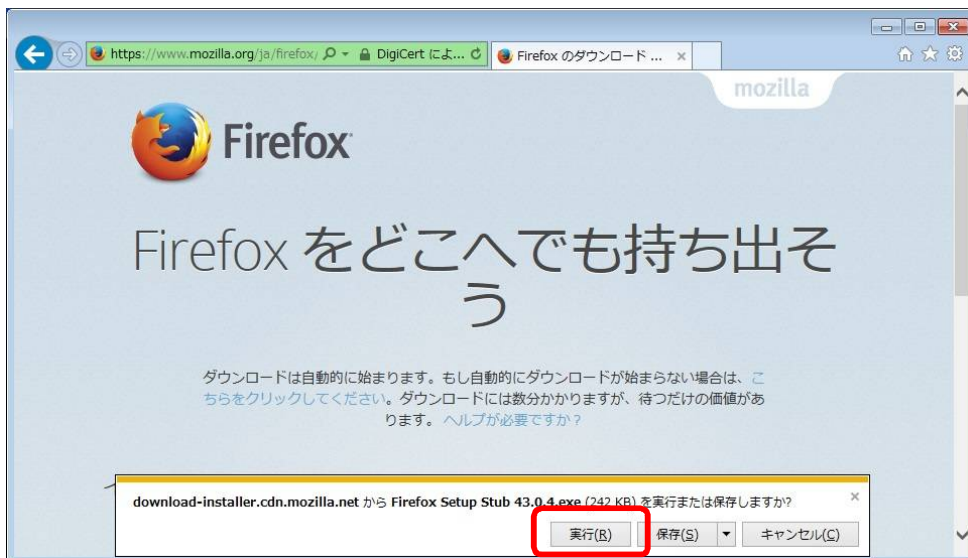 https://www.mozilla.org/ja/firefox/
DigiCert によ...
Firefox のダウンロード ...
mozilla
Firefox
Firefox をどこへでも持ち出そ
う
ダウンロードは自動的に始まります。もし自動的にダウンロードが始まらない場合は、こ
ちらをクリックしてください。ダウンロードには数分かかりますが、待つだけの価値があ
ります。 ヘルプが必要ですか？
download-installer.cdn.mozilla.net から Firefox Setup Stub 43.0.4.exe (242 KB) を実行または保存しますか?
実行(R) 保存(S) キャンセル(C)